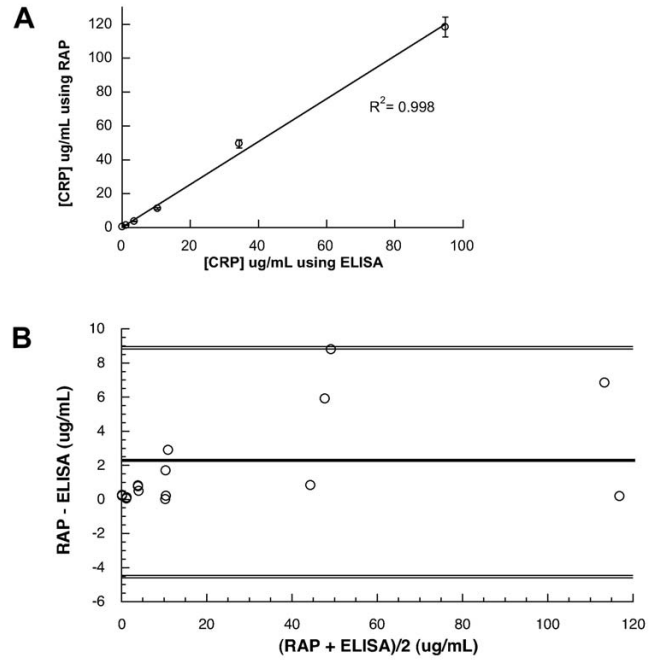 A
[CRP] ug/mL using RAP
120
100
80
60
40
20
0
R²= 0.998
0 20 40 60 80 100
[CRP] ug/mL using ELISA
B
RAP - ELISA (ug/mL)
10
8
6
4
2
0
-2
-4
-6
0 20 40 60 80 100 120
(RAP + ELISA)/2 (ug/mL)